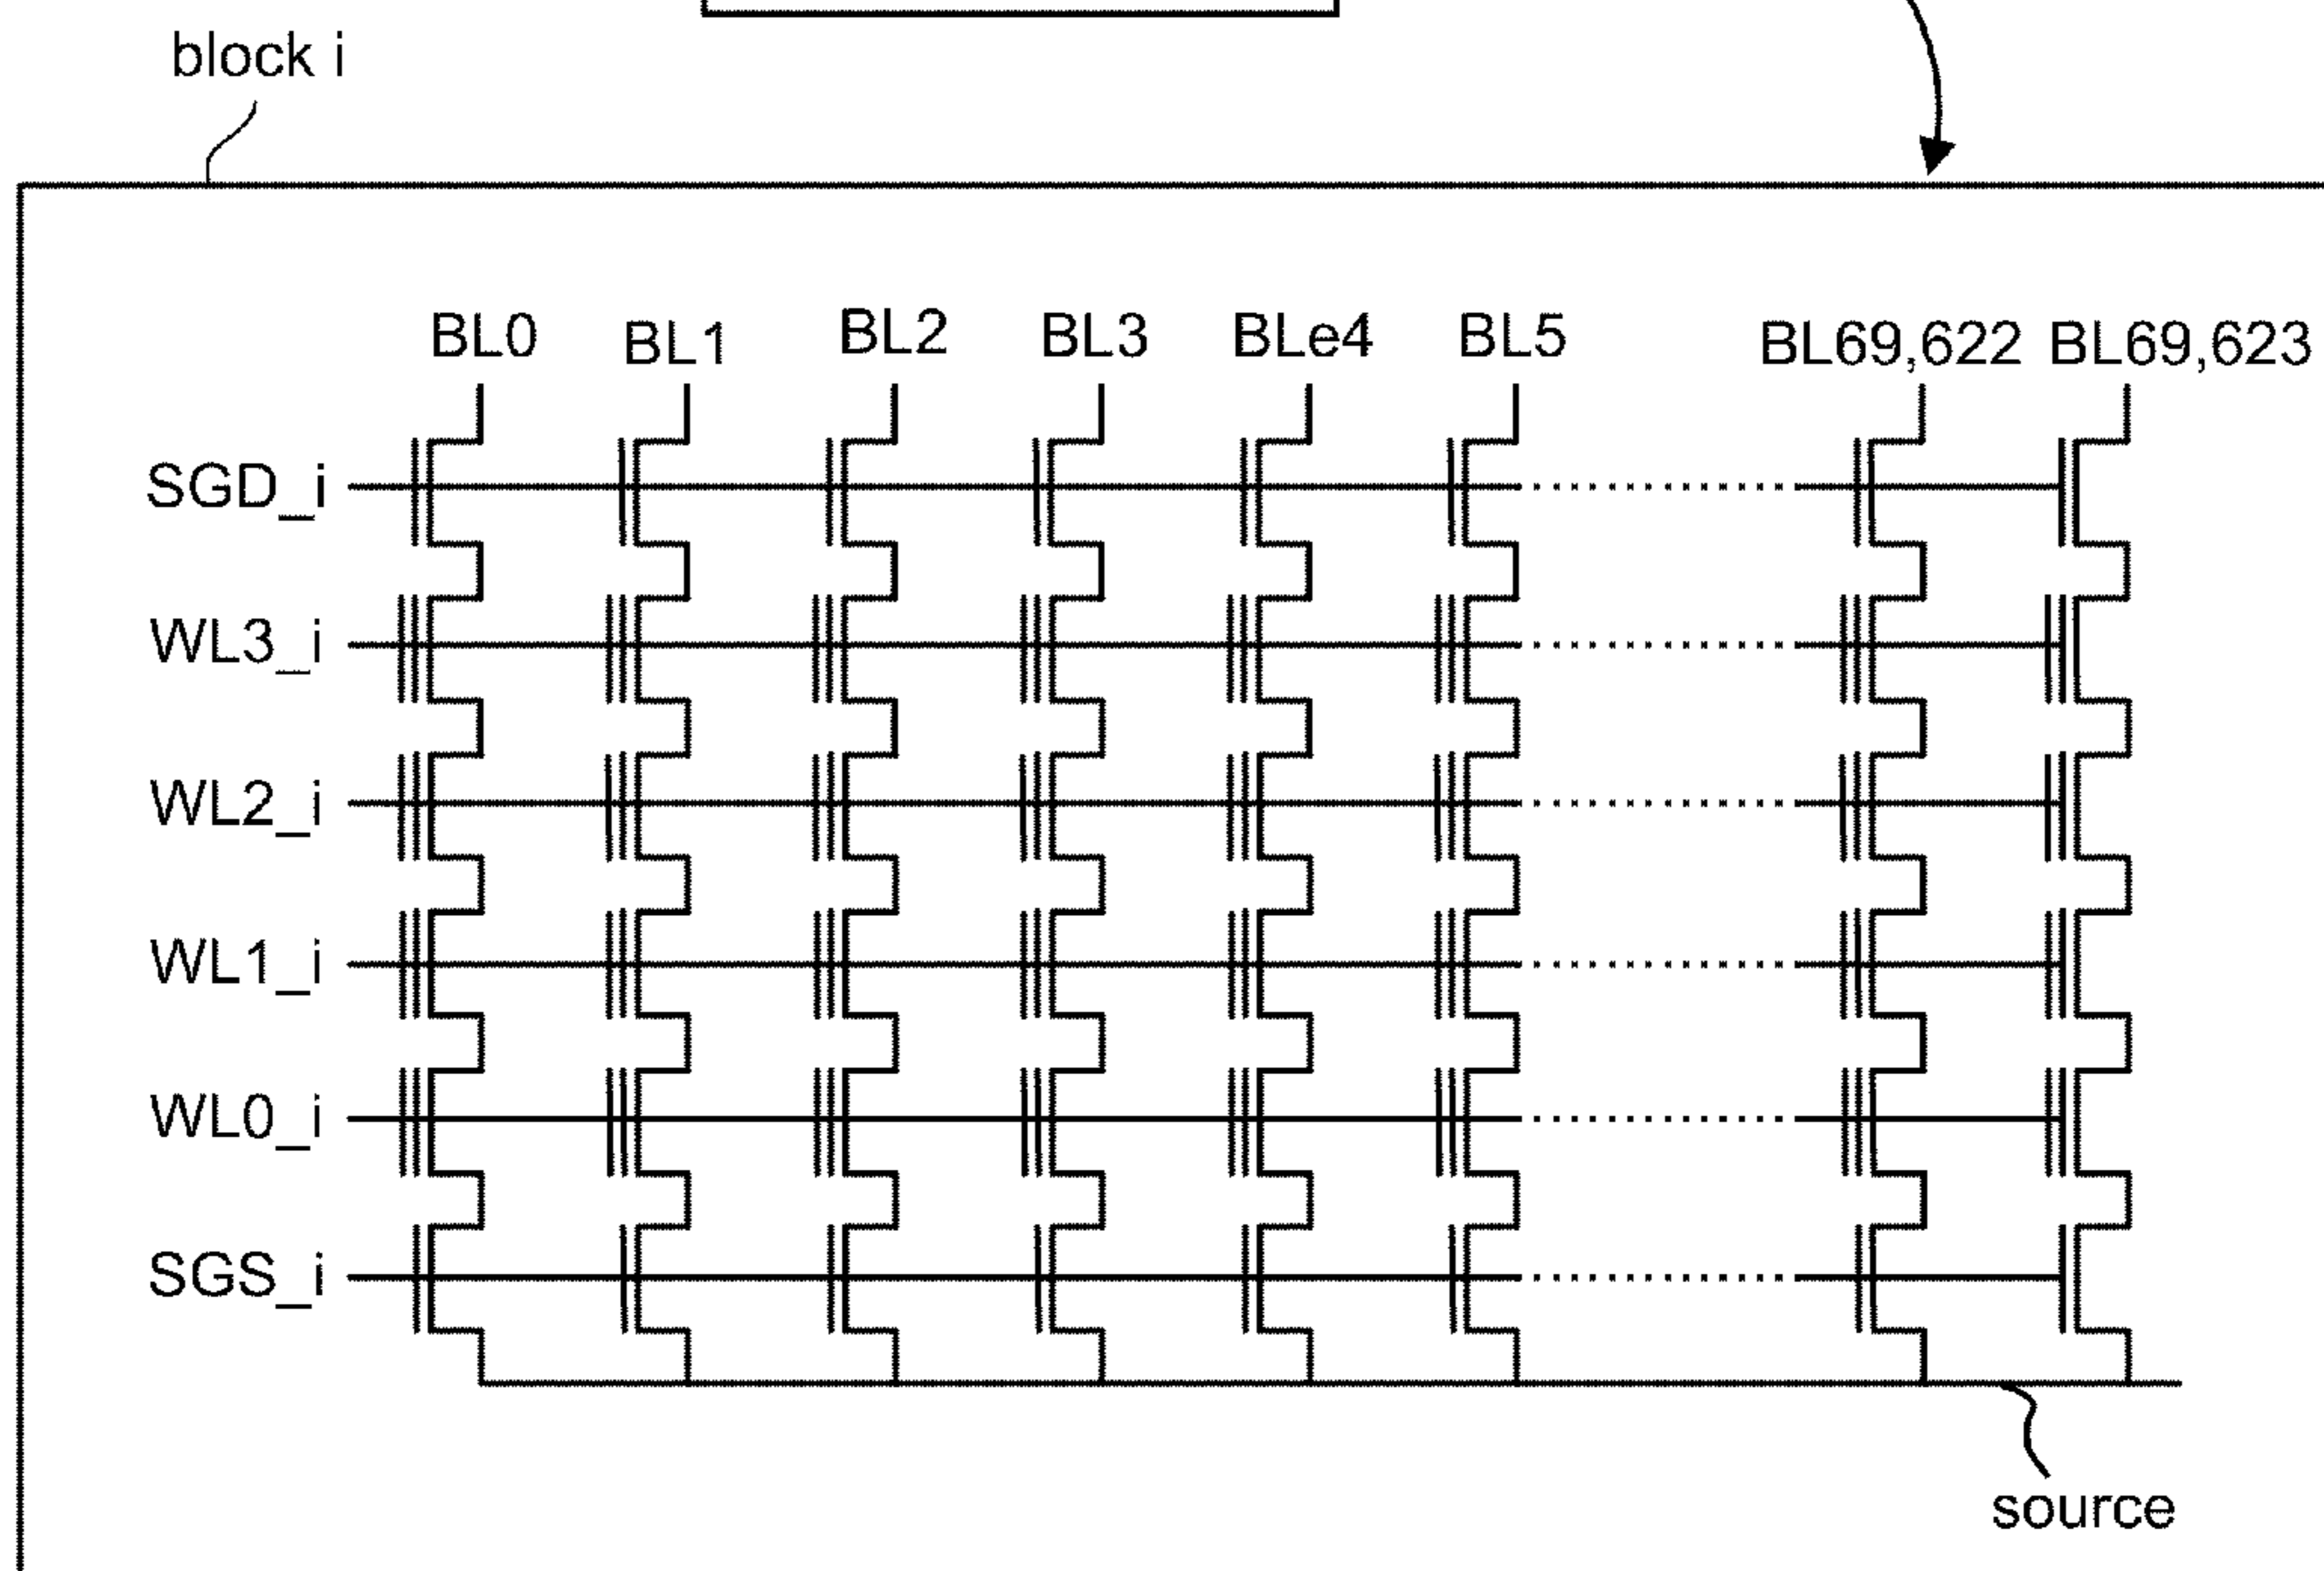 block i
BL0 BL1 BL2 BL3 BLe4 BL5 BL69,622 BL69,623
SGD_i
WL3_i
WL2_i
WL1_i
WL0_i
SGS_i
source